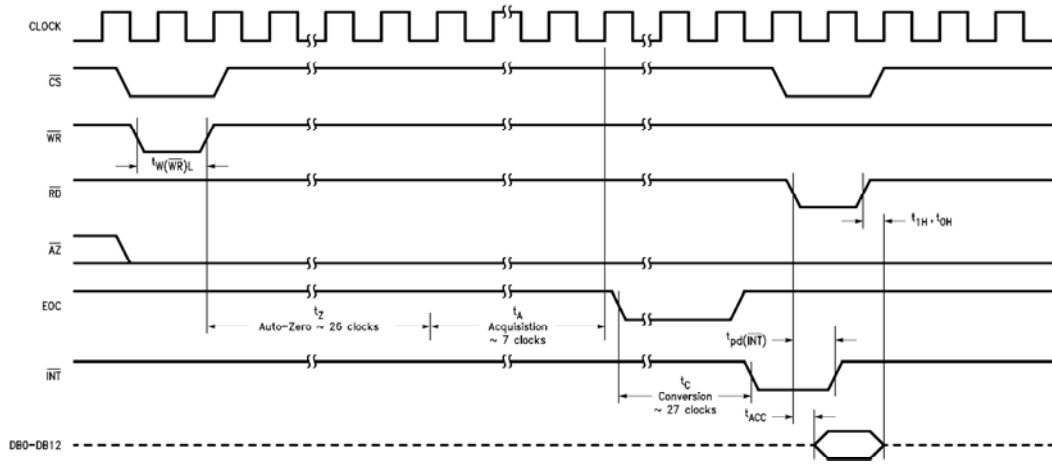 CLOCK
CS
WR
tW(WR)L
RD
t1H, t0H
AZ
EOC
tZ
Auto-Zero ~ 26 clocks
tA
Acquisistion
~ 7 clocks
tpd(INT)
INT
tC
Conversion
~ 27 clocks
tACC
DB0-DB12